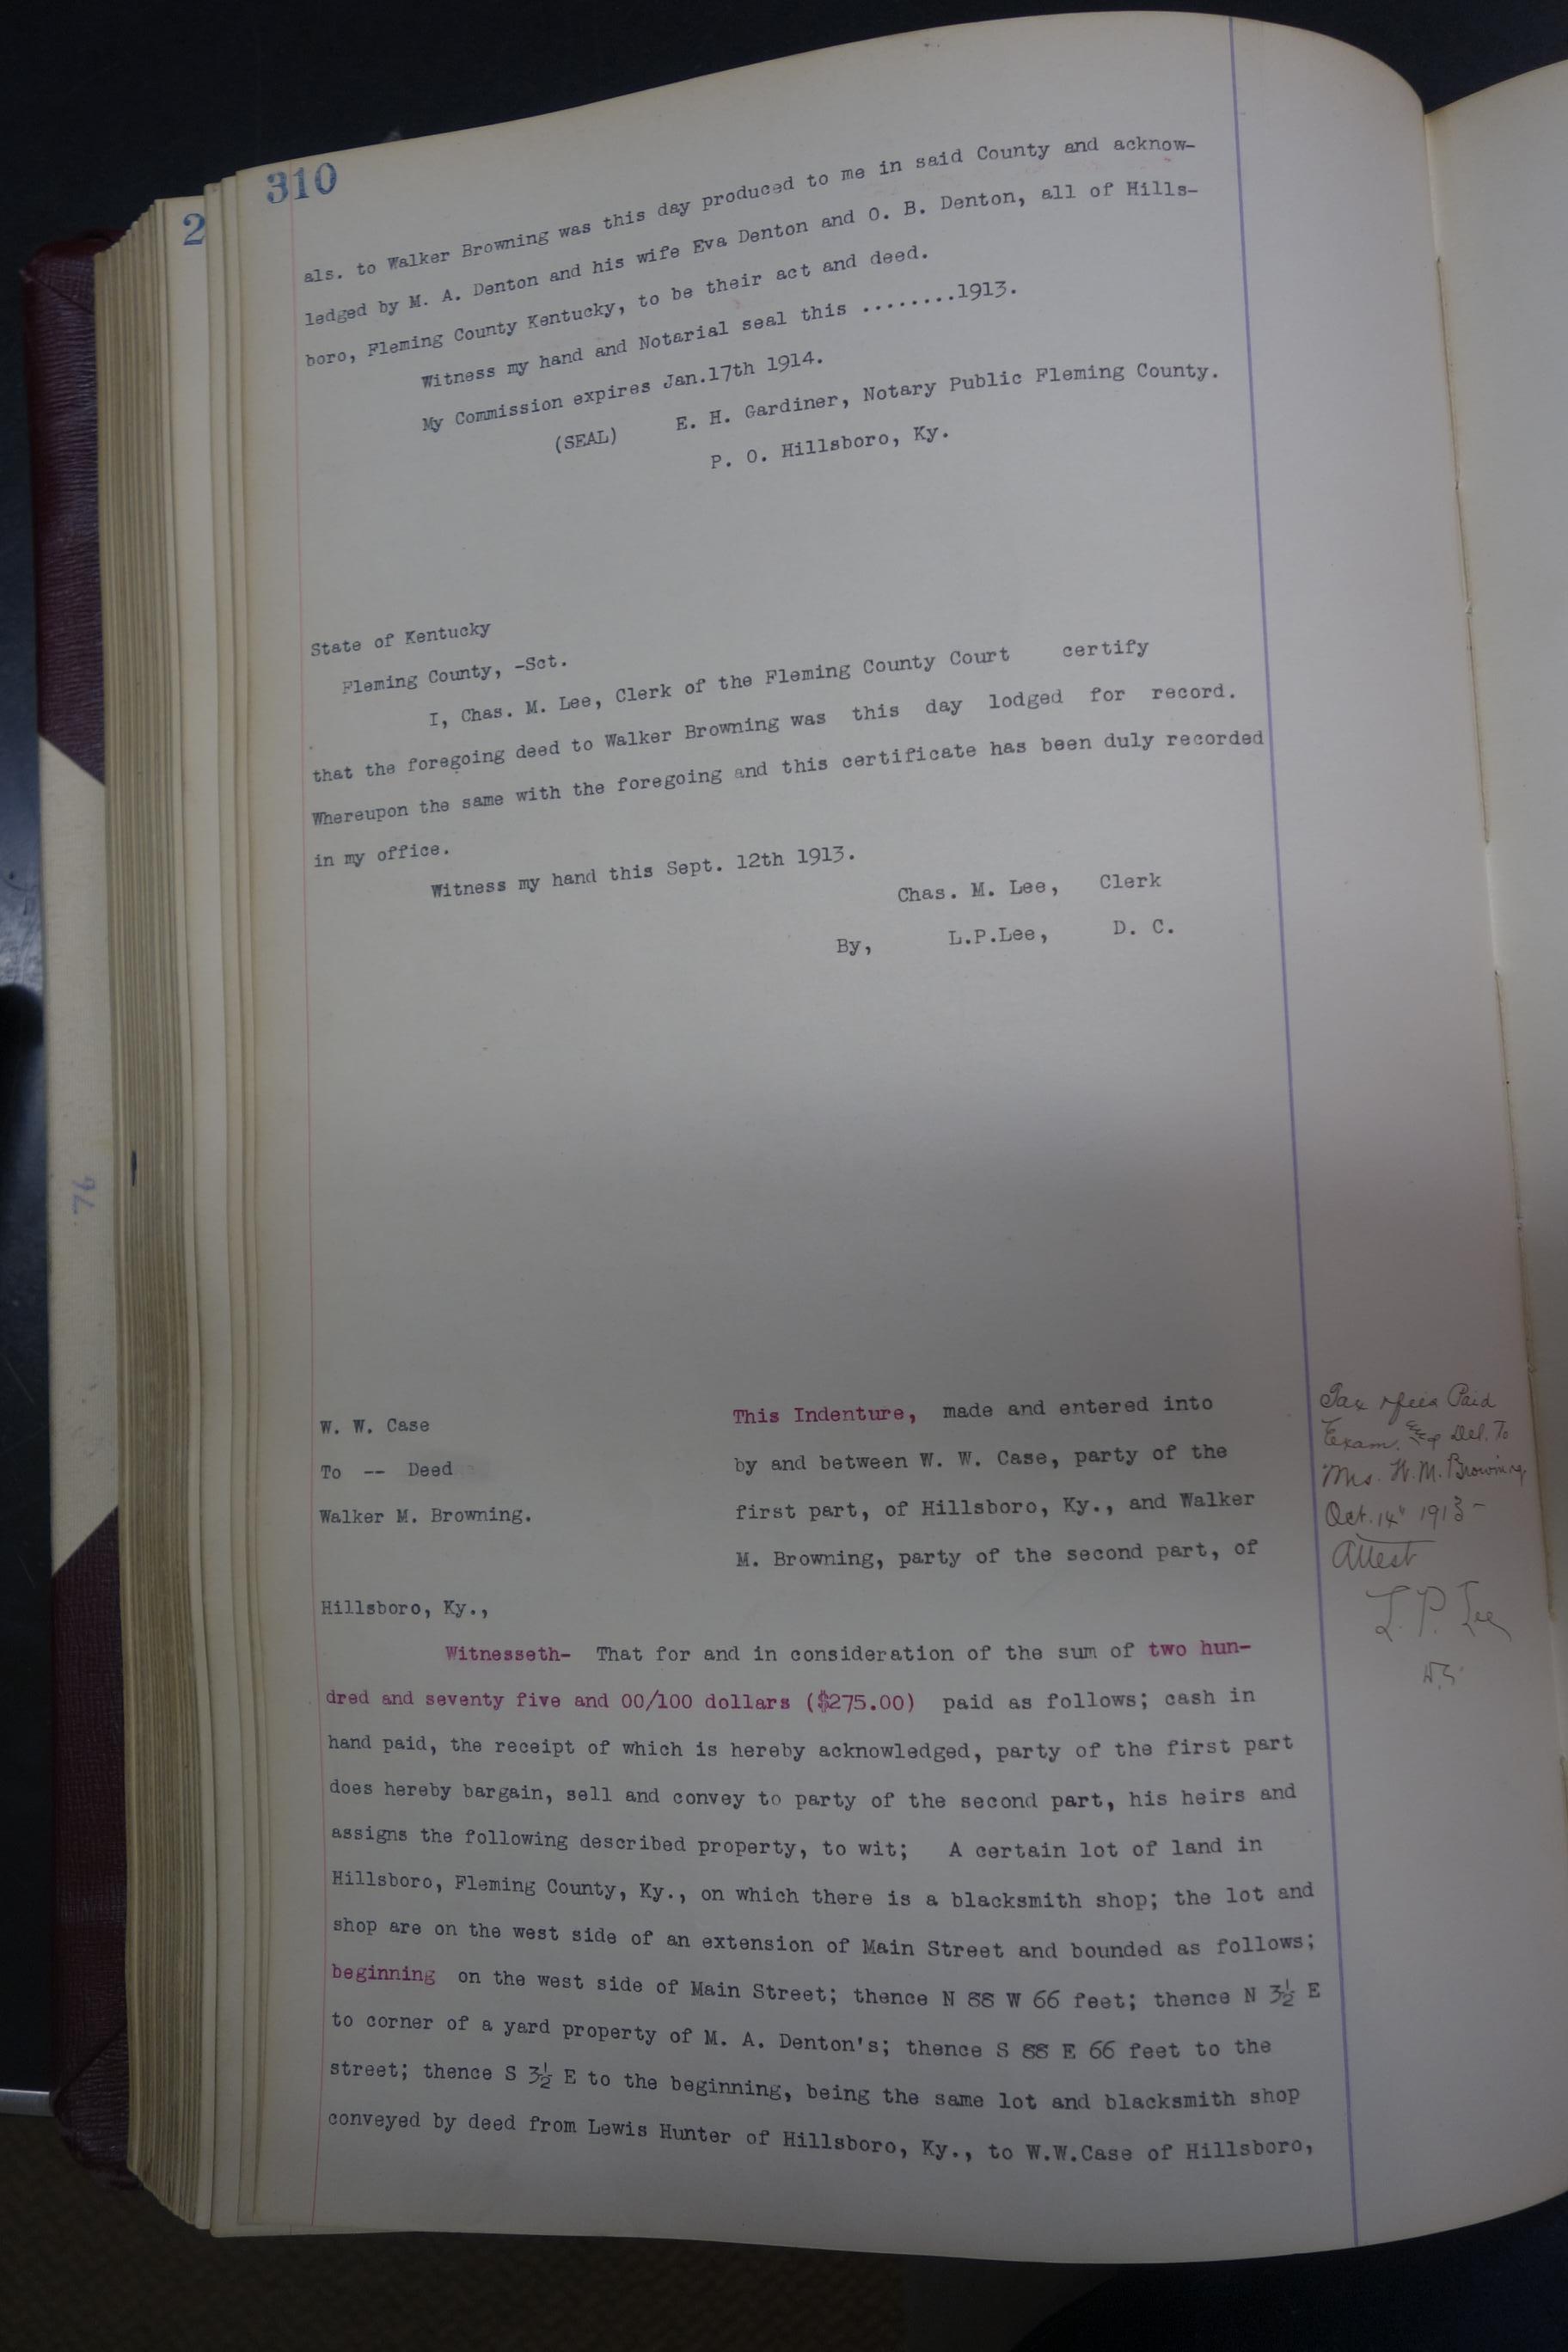 310
2
als. to Walker Browning was this day produced to me in said County and acknow-
ledged by M. A. Denton and his wife Eva Denton and O. B. Denton, all of Hills-
boro, Fleming County Kentucky, to be their act and deed.
Witness my hand and Notarial seal this ........1913.
My Commission expires Jan.17th 1914.
(SEAL) E. H. Gardiner, Notary Public Fleming County.
P. O. Hillsboro, Ky.
State of Kentucky
Fleming County, -Sct.
I, Chas. M. Lee, Clerk of the Fleming County Court certify
that the foregoing deed to Walker Browning was this day lodged for record.
Whereupon the same with the foregoing and this certificate has been duly recorded
in my office.
Witness my hand this Sept. 12th 1913.
Chas. M. Lee, Clerk
By, L.P.Lee, D. C.
W. W. Case
To -- Deed
Walker M. Browning.
This Indenture, made and entered into
by and between W. W. Case, party of the
first part, of Hillsboro, Ky., and Walker
M. Browning, party of the second part, of
Hillsboro, Ky.,
Witnesseth- That for and in consideration of the sum of two hun-
dred and seventy five and 00/100 dollars ($275.00) paid as follows; cash in
hand paid, the receipt of which is hereby acknowledged, party of the first part
does hereby bargain, sell and convey to party of the second part, his heirs and
assigns the following described property, to wit; A certain lot of land in
Hillsboro, Fleming County, Ky., on which there is a blacksmith shop; the lot and
shop are on the west side of an extension of Main Street and bounded as follows;
beginning on the west side of Main Street; thence N 88 W 66 feet; thence N 3½ E
to corner of a yard property of M. A. Denton's; thence S 88 E 66 feet to the
street; thence S 3½ E to the beginning, being the same lot and blacksmith shop
conveyed by deed from Lewis Hunter of Hillsboro, Ky., to W.W.Case of Hillsboro,
Tax & fees Paid
Exam. Del. To
Mrs. W. M. Browning.
Oct. 14" 1913-
Attest
L. P. Lee